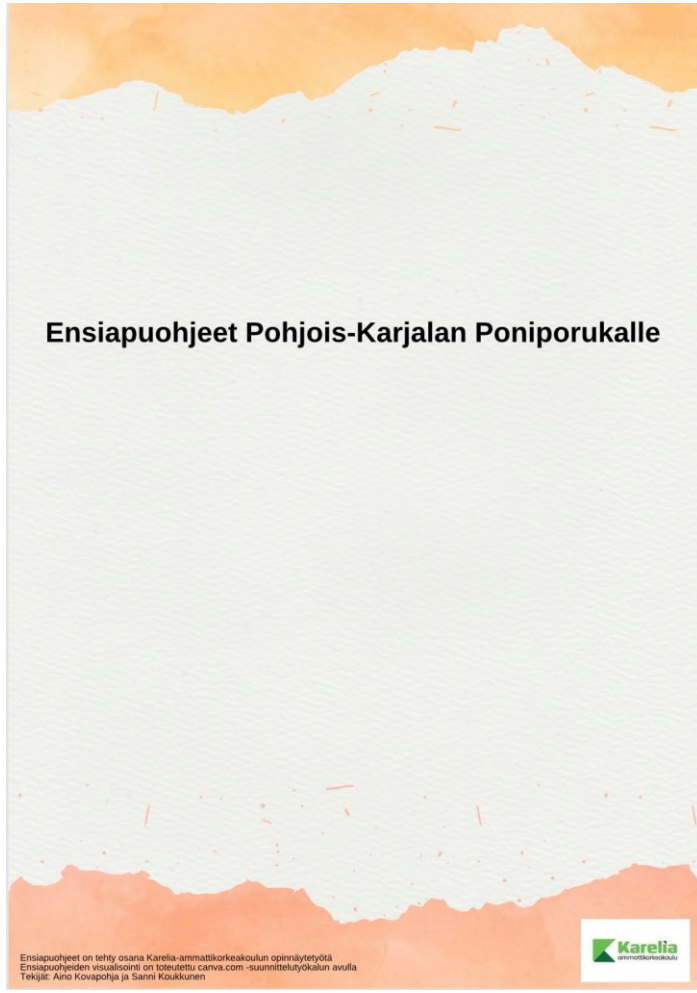 Ensiapuohjeet Pohjois-Karjalan Poniporukalle
Ensiapuohjeet on tehty osana Karelia-ammattikorkeakoulun opinnäytetyötä
Ensiapuohjeiden visualisointi on toteutettu canva.com -suunnittelutyökalun avulla
Tekijät: Aino Kovapohja ja Sanni Koukkunen
Karelia
ammattikorkeakoulu